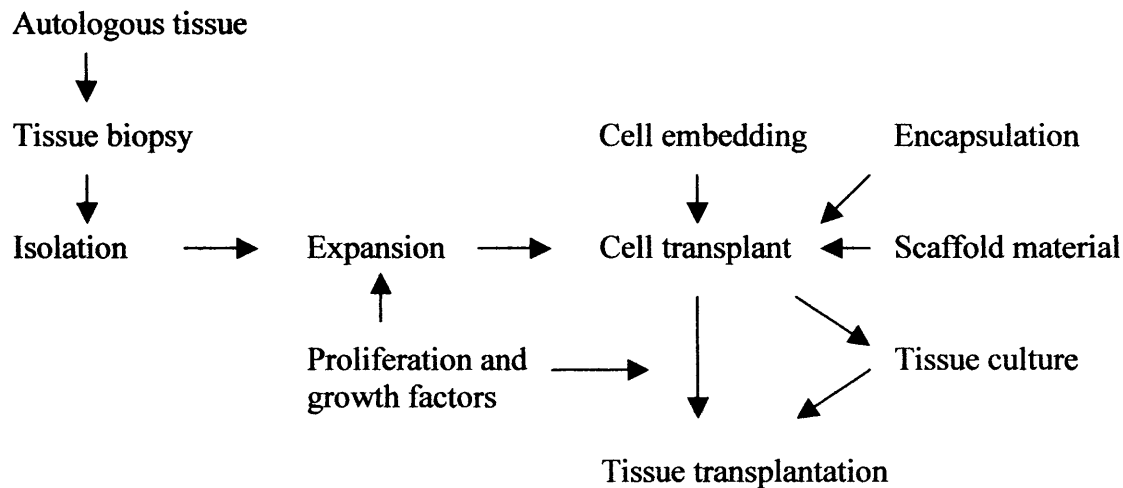 Autologous tissue
Tissue biopsy
Cell embedding
Encapsulation
Isolation
Expansion
Cell transplant
Scaffold material
Proliferation and
growth factors
Tissue culture
Tissue transplantation